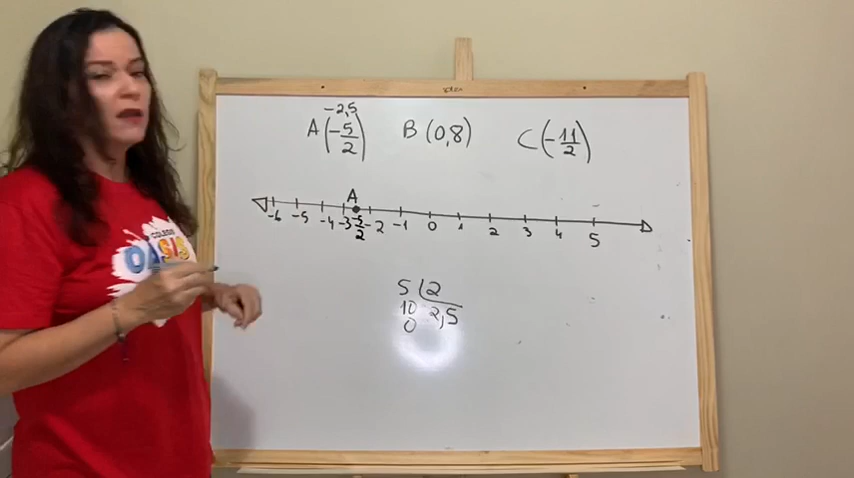 -2,5
A(-5/2) B(0,8) C(-11/2)
A
-6 -5 -4 -3 -5/2 -2 -1 0 1 2 3 4 5
5 2
10 2,5
0
COLÉGIO
OASIS